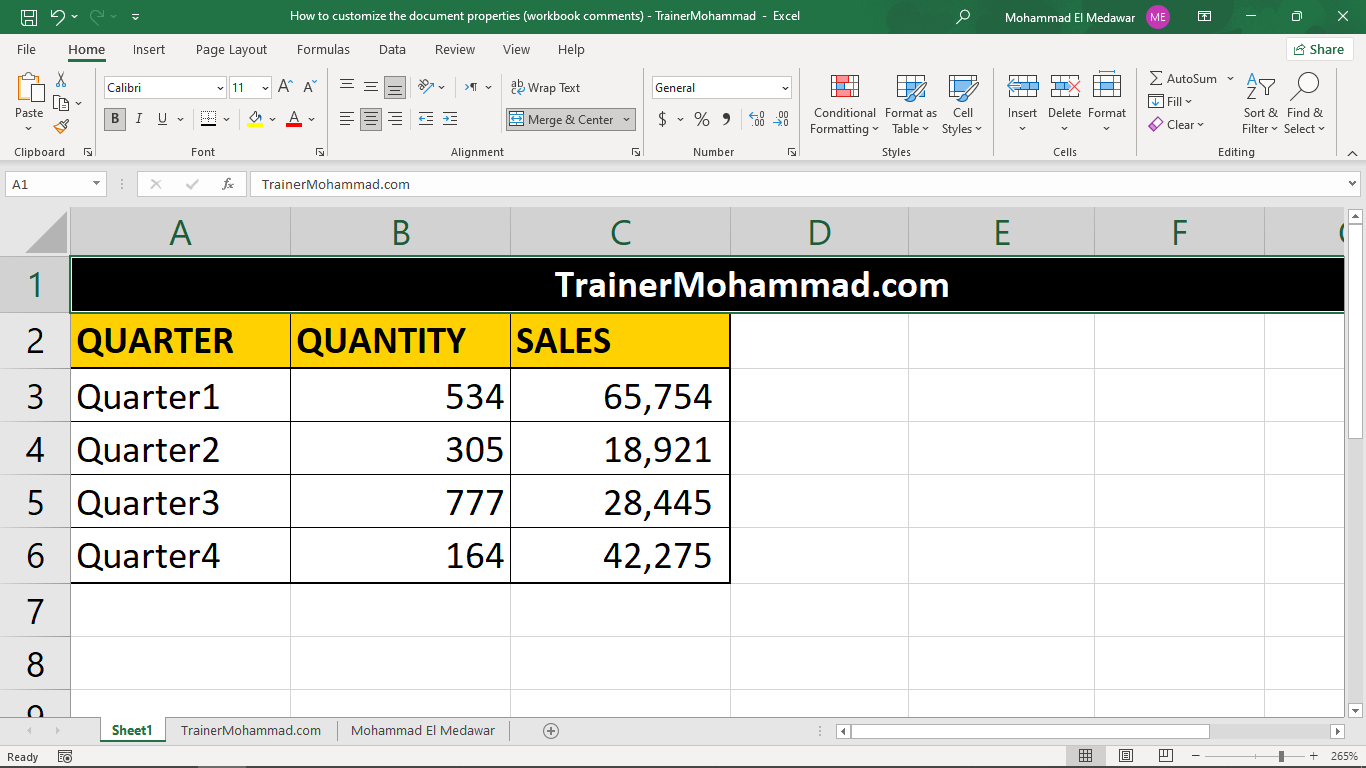 How to customize the document properties (workbook comments) - TrainerMohammad - Excel
Mohammad El Medawar ME
File Home Insert Page Layout Formulas Data Review View Help Share
Paste
Clipboard
Calibri 11
B I U
Font
Wrap Text
Merge & Center
Alignment
General
$ % 9 .00 .00
Number
Conditional Formatting
Format as Table
Cell Styles
Styles
Insert
Delete
Format
Cells
AutoSum
Fill
Clear
Sort & Filter
Find & Select
Editing
A1 fx TrainerMohammad.com
A B C D E F
1 TrainerMohammad.com
2 QUARTER QUANTITY SALES
3 Quarter1 534 65,754
4 Quarter2 305 18,921
5 Quarter3 777 28,445
6 Quarter4 164 42,275
7
8
9
Sheet1 TrainerMohammad.com Mohammad El Medawar
Ready 265%